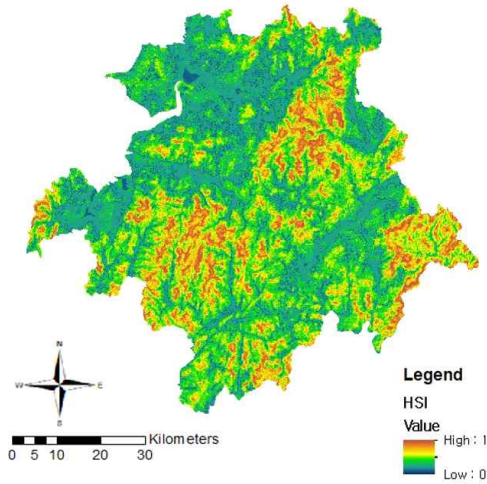 N
W E
S
Kilometers
0 5 10 20 30
Legend
HSI
Value
High : 1
Low : 0